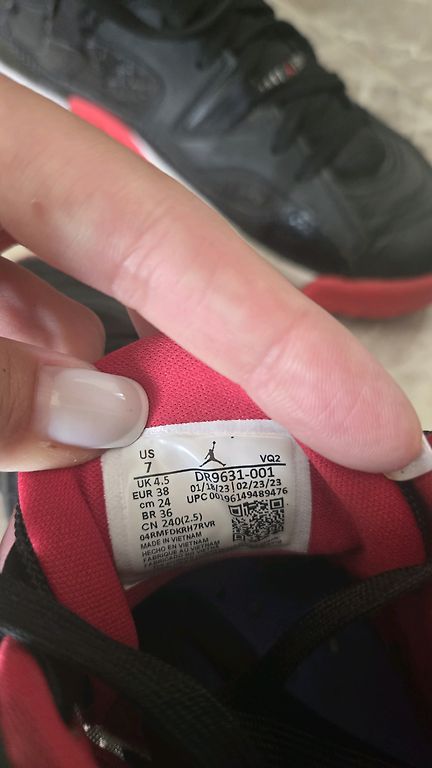 US
7
VQ2
UK 4.5
DR9631-001
EUR 38
01/18/23 02/23/23
cm 24
UPC 00196149489476
BR 36
CN 240(2.5)
04RMFDKRH7RVR
MADE IN VIETNAM
HECHO EN VIETNAM
FABRIQUE AU VIETNAM